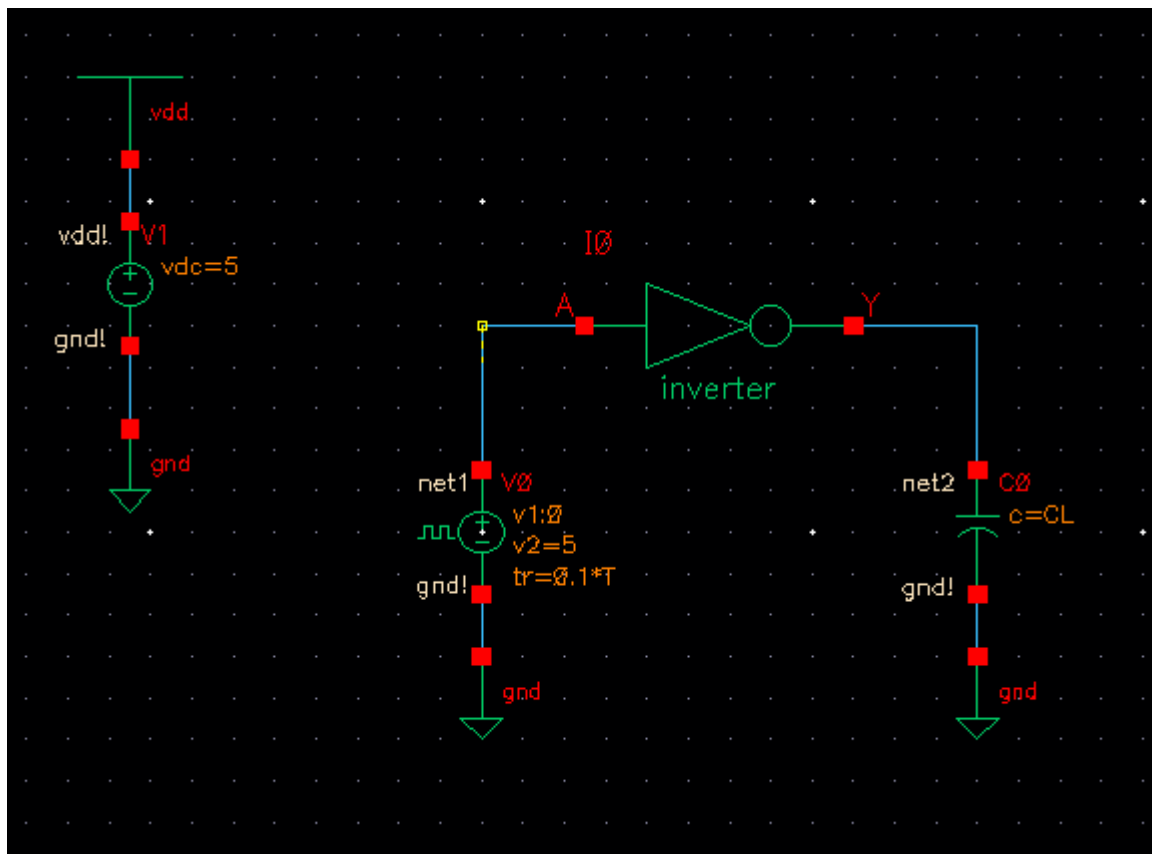 vdd
vdd!
V1
vdc=5
gnd!
gnd
I0
A
Y
inverter
net1
V0
v1:0
v2=5
tr=0.1*T
gnd!
gnd
net2
C0
c=CL
gnd!
gnd